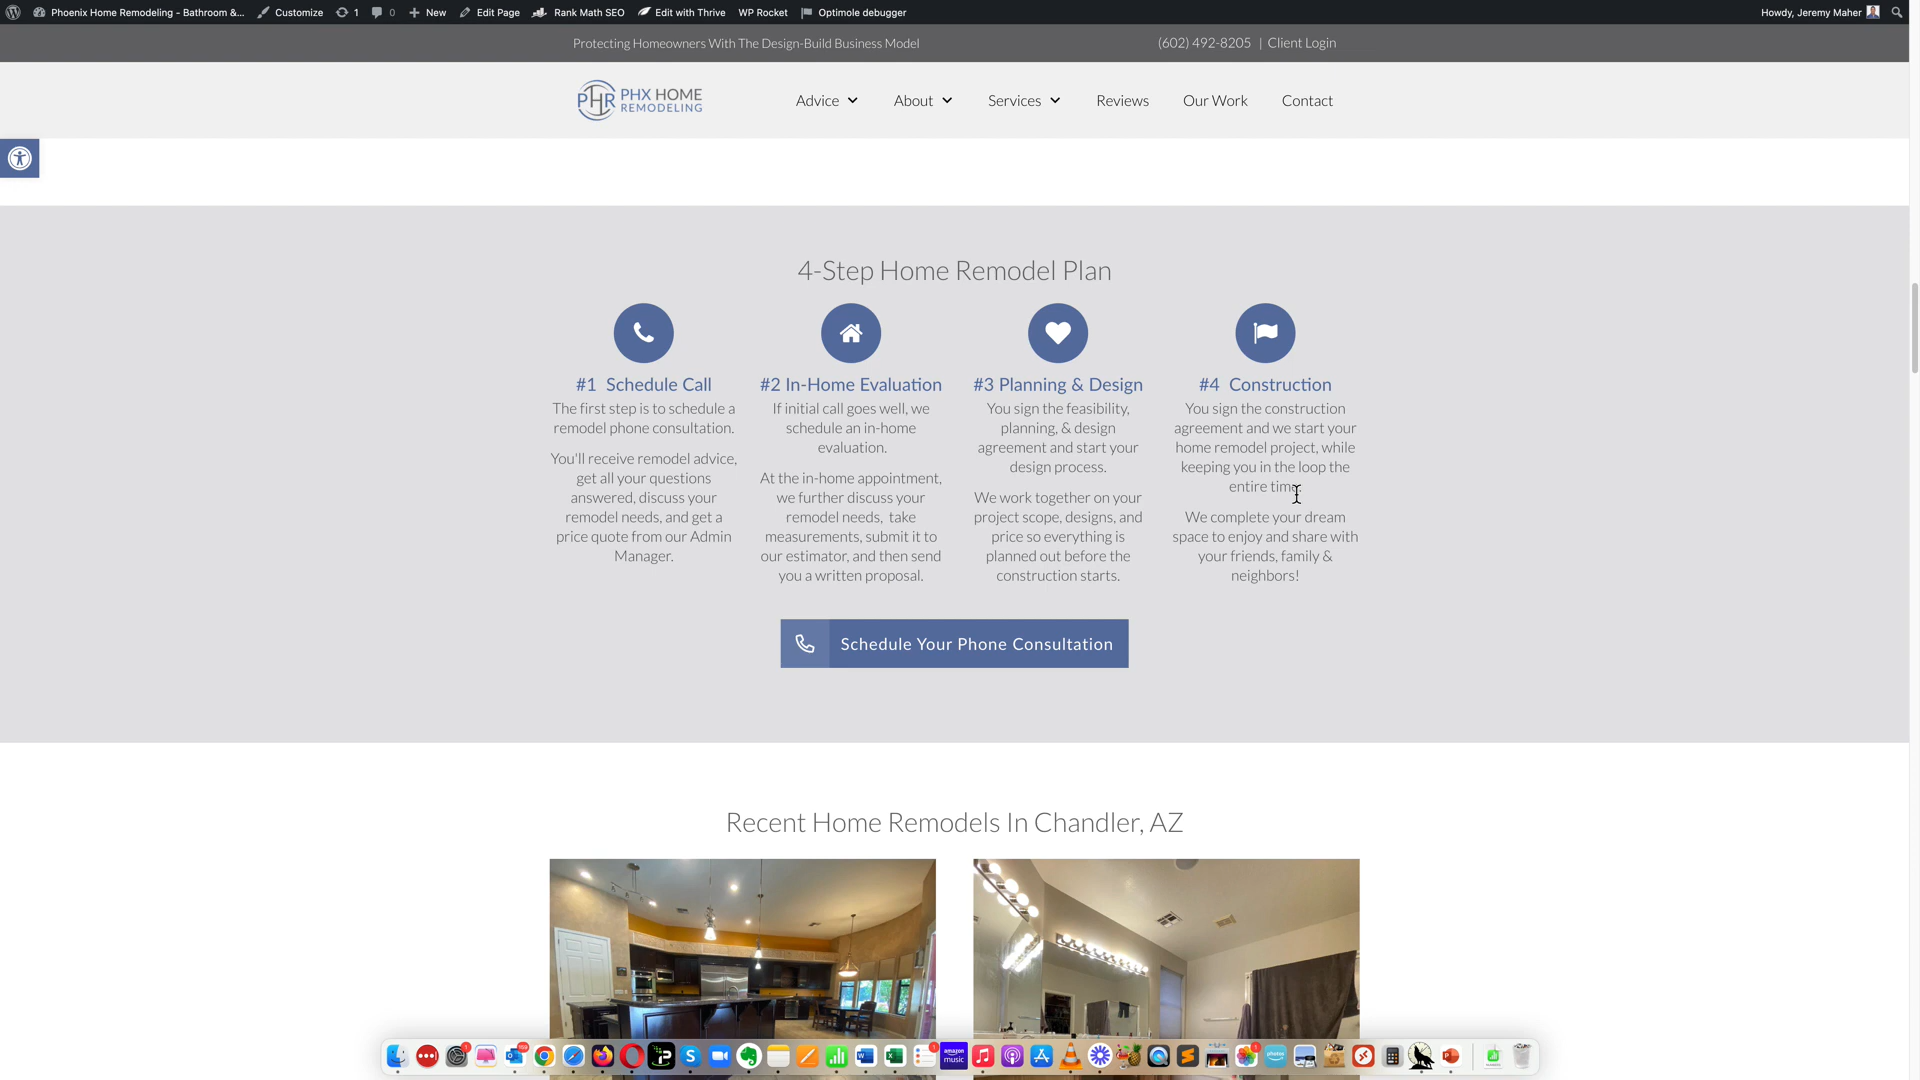 Phoenix Home Remodeling - Bathroom &... Customize 1 0 New Edit Page Rank Math SEO Edit with Thrive WP Rocket Optimole debugger Howdy, Jeremy Maher
Protecting Homeowners With The Design-Build Business Model (602) 492-8205 | Client Login
PHR PHX HOME
REMODELING
Advice About Services Reviews Our Work Contact
4-Step Home Remodel Plan
#1 Schedule Call
The first step is to schedule a
remodel phone consultation.
You'll receive remodel advice,
get all your questions
answered, discuss your
remodel needs, and get a
price quote from our Admin
Manager.
#2 In-Home Evaluation
If initial call goes well, we
schedule an in-home
evaluation.
At the in-home appointment,
we further discuss your
remodel needs, take
measurements, submit it to
our estimator, and then send
you a written proposal.
#3 Planning & Design
You sign the feasibility,
planning, & design
agreement and start your
design process.
We work together on your
project scope, designs, and
price so everything is
planned out before the
construction starts.
#4 Construction
You sign the construction
agreement and we start your
home remodel project, while
keeping you in the loop the
entire time.
We complete your dream
space to enjoy and share with
your friends, family &
neighbors!
Schedule Your Phone Consultation
Recent Home Remodels In Chandler, AZ
amazon
music
photos